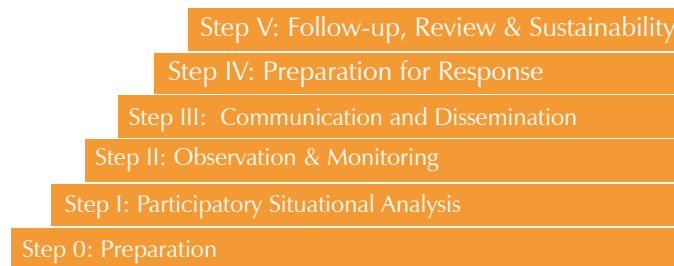 Step V: Follow-up, Review & Sustainability
Step IV: Preparation for Response
Step III:  Communication and Dissemination
Step II: Observation & Monitoring
Step I: Participatory Situational Analysis
Step 0: Preparation